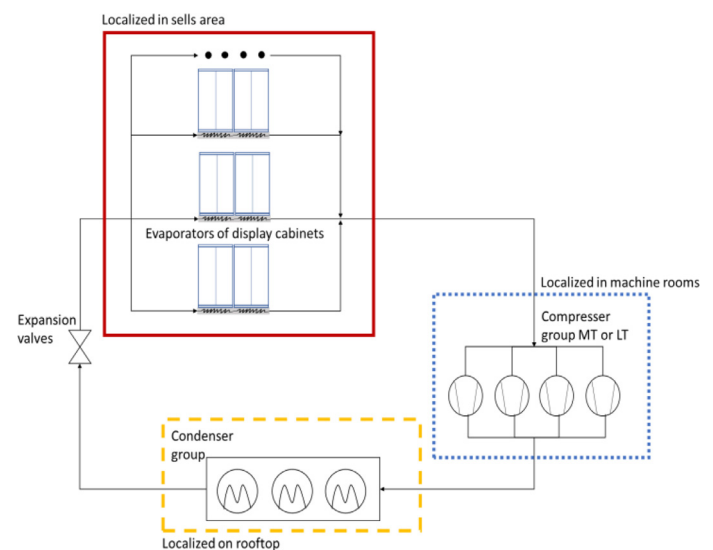 Localized in sells area
Evaporators of display cabinets
Localized in machine rooms
Compresser
group MT or LT
Expansion
valves
Condenser
group
Localized on rooftop